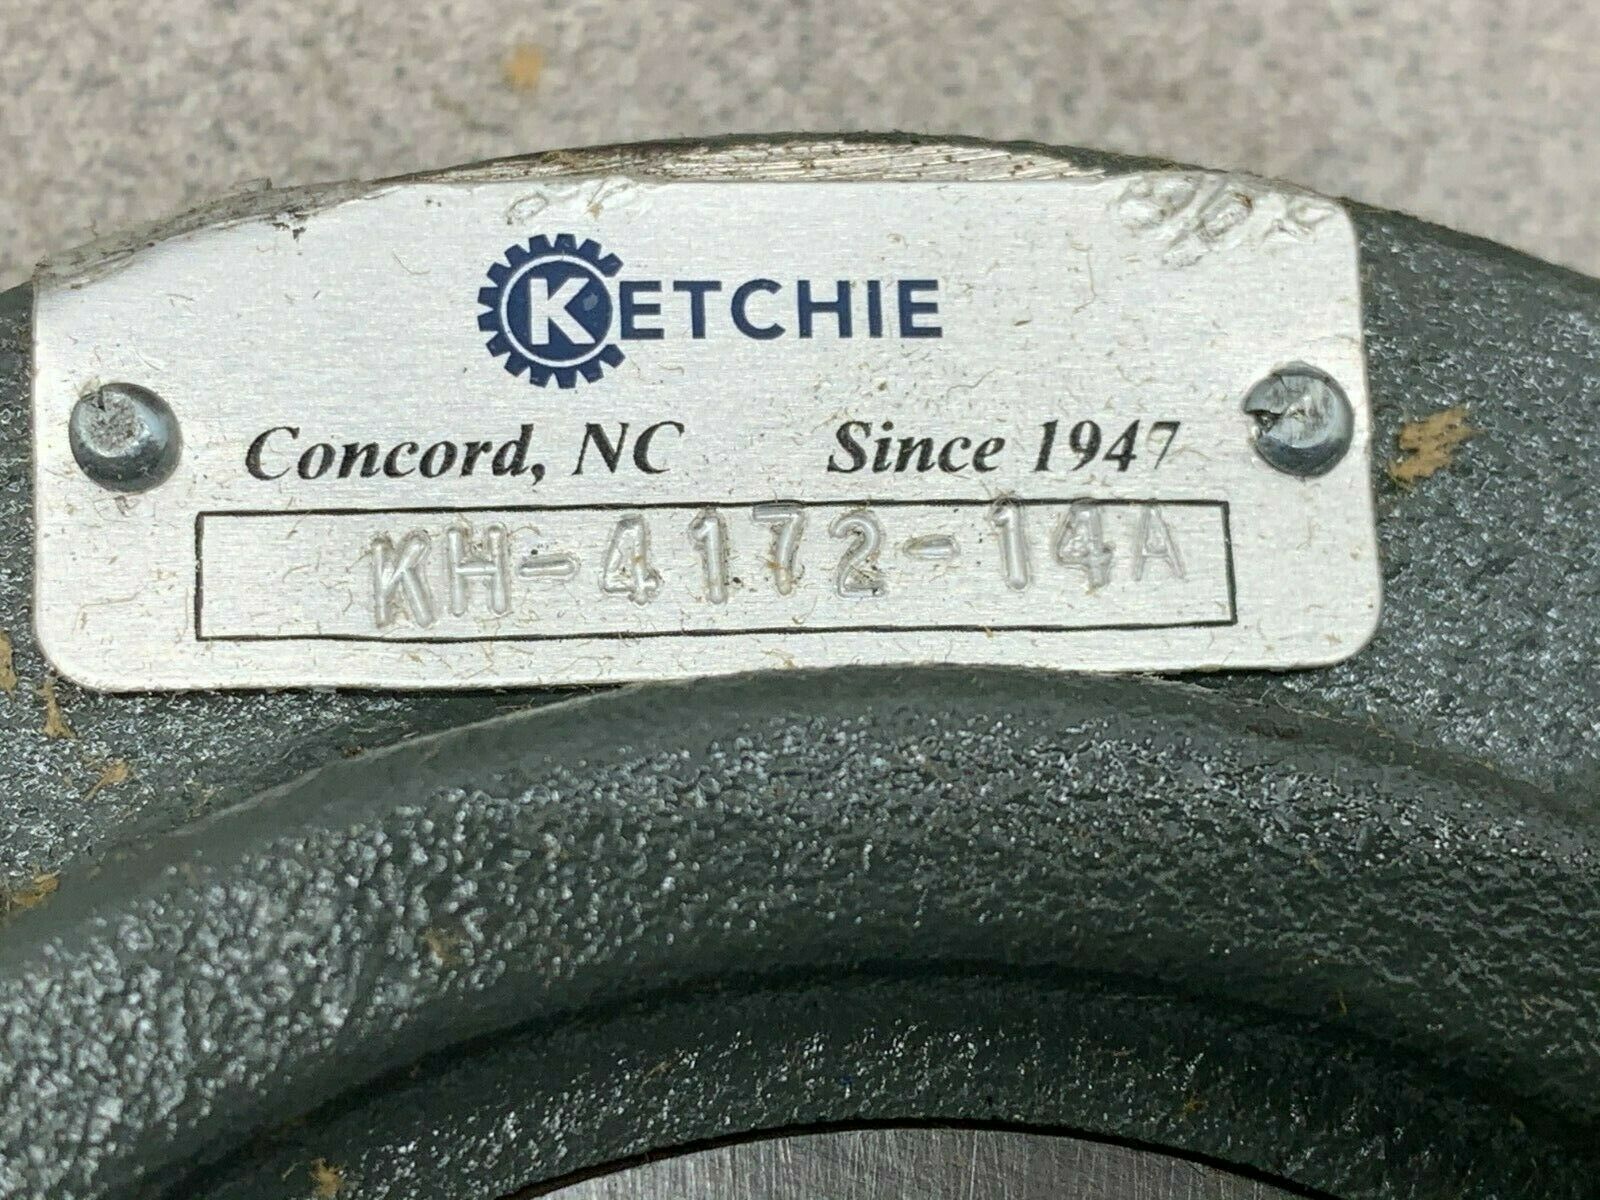 KETCHIE
Concord, NC Since 1947
KH-4172-14A